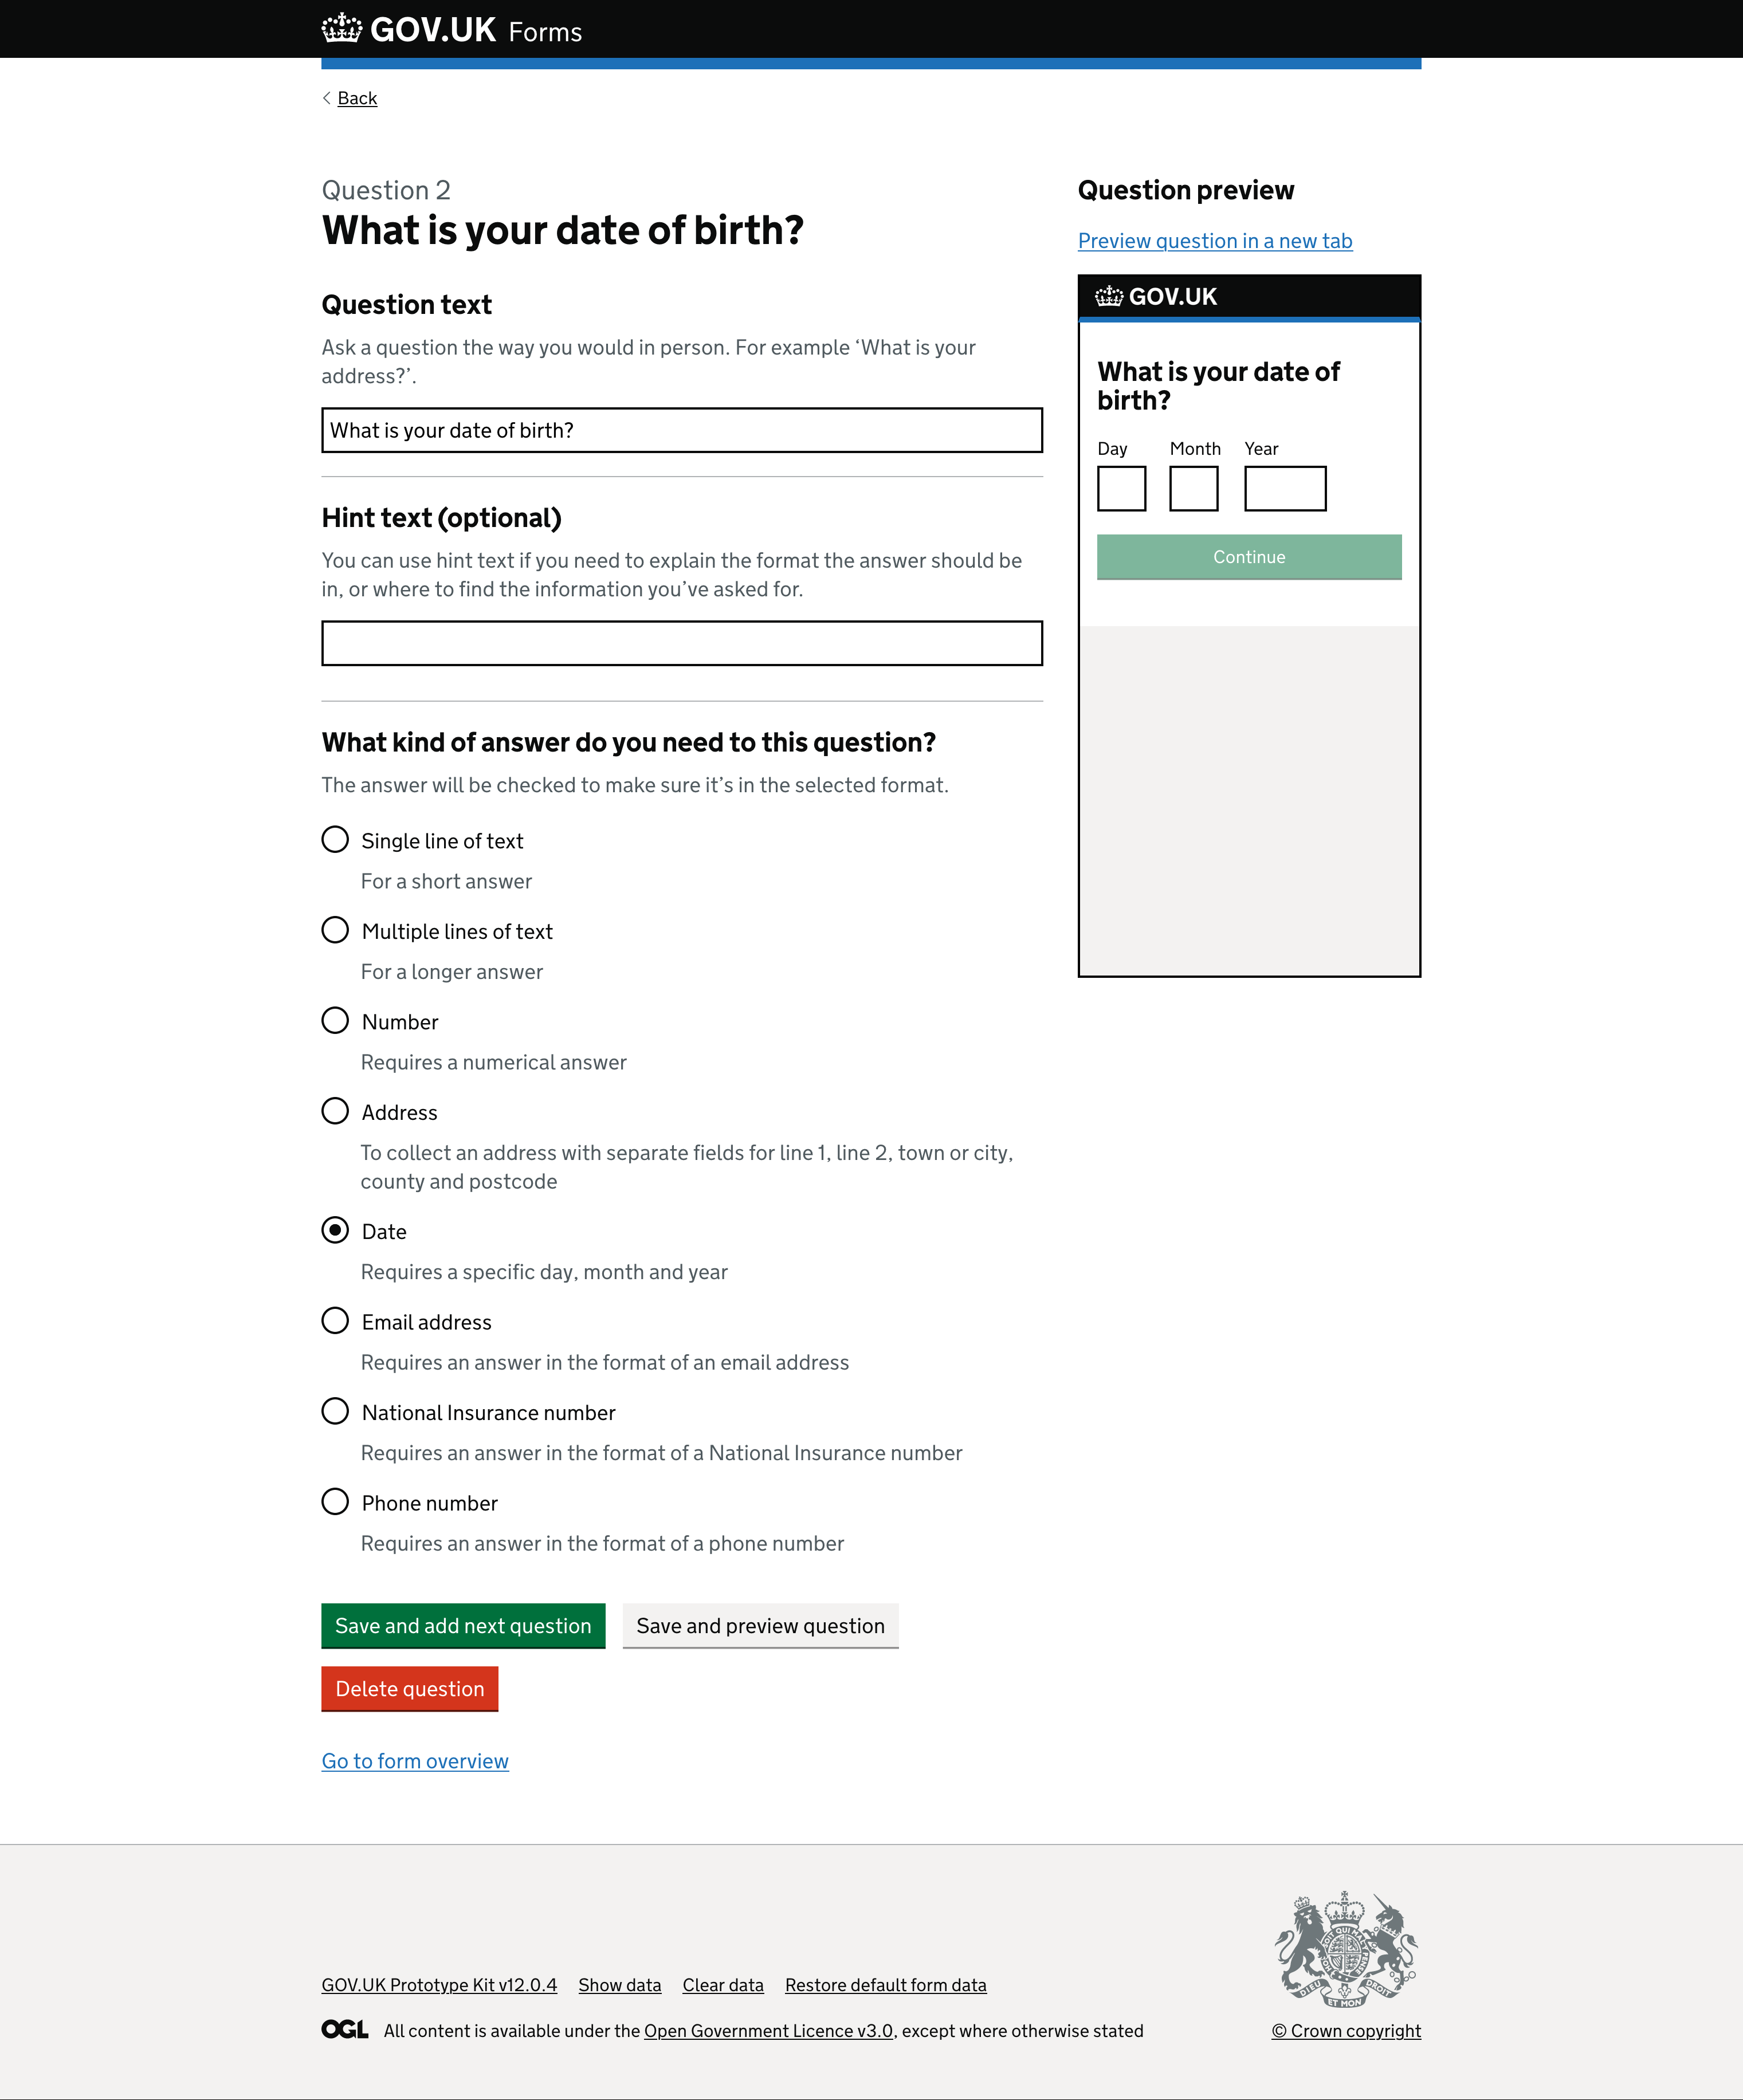 GOV.UK Forms
Back
Question 2
What is your date of birth?
Question text
Ask a question the way you would in person. For example ‘What is your
address?’.
What is your date of birth?
Hint text (optional)
You can use hint text if you need to explain the format the answer should be
in, or where to find the information you’ve asked for.
What kind of answer do you need to this question?
The answer will be checked to make sure it’s in the selected format.
Single line of text
For a short answer
Multiple lines of text
For a longer answer
Number
Requires a numerical answer
Address
To collect an address with separate fields for line 1, line 2, town or city,
county and postcode
Date
Requires a specific day, month and year
Email address
Requires an answer in the format of an email address
National Insurance number
Requires an answer in the format of a National Insurance number
Phone number
Requires an answer in the format of a phone number
Save and add next question Save and preview question
Delete question
Go to form overview
Question preview
Preview question in a new tab
GOV.UK
What is your date of
birth?
Day Month Year
Continue
GOV.UK Prototype Kit v12.0.4 Show data Clear data Restore default form data
OGL All content is available under the Open Government Licence v3.0, except where otherwise stated
DIEU ET MON DROIT
© Crown copyright